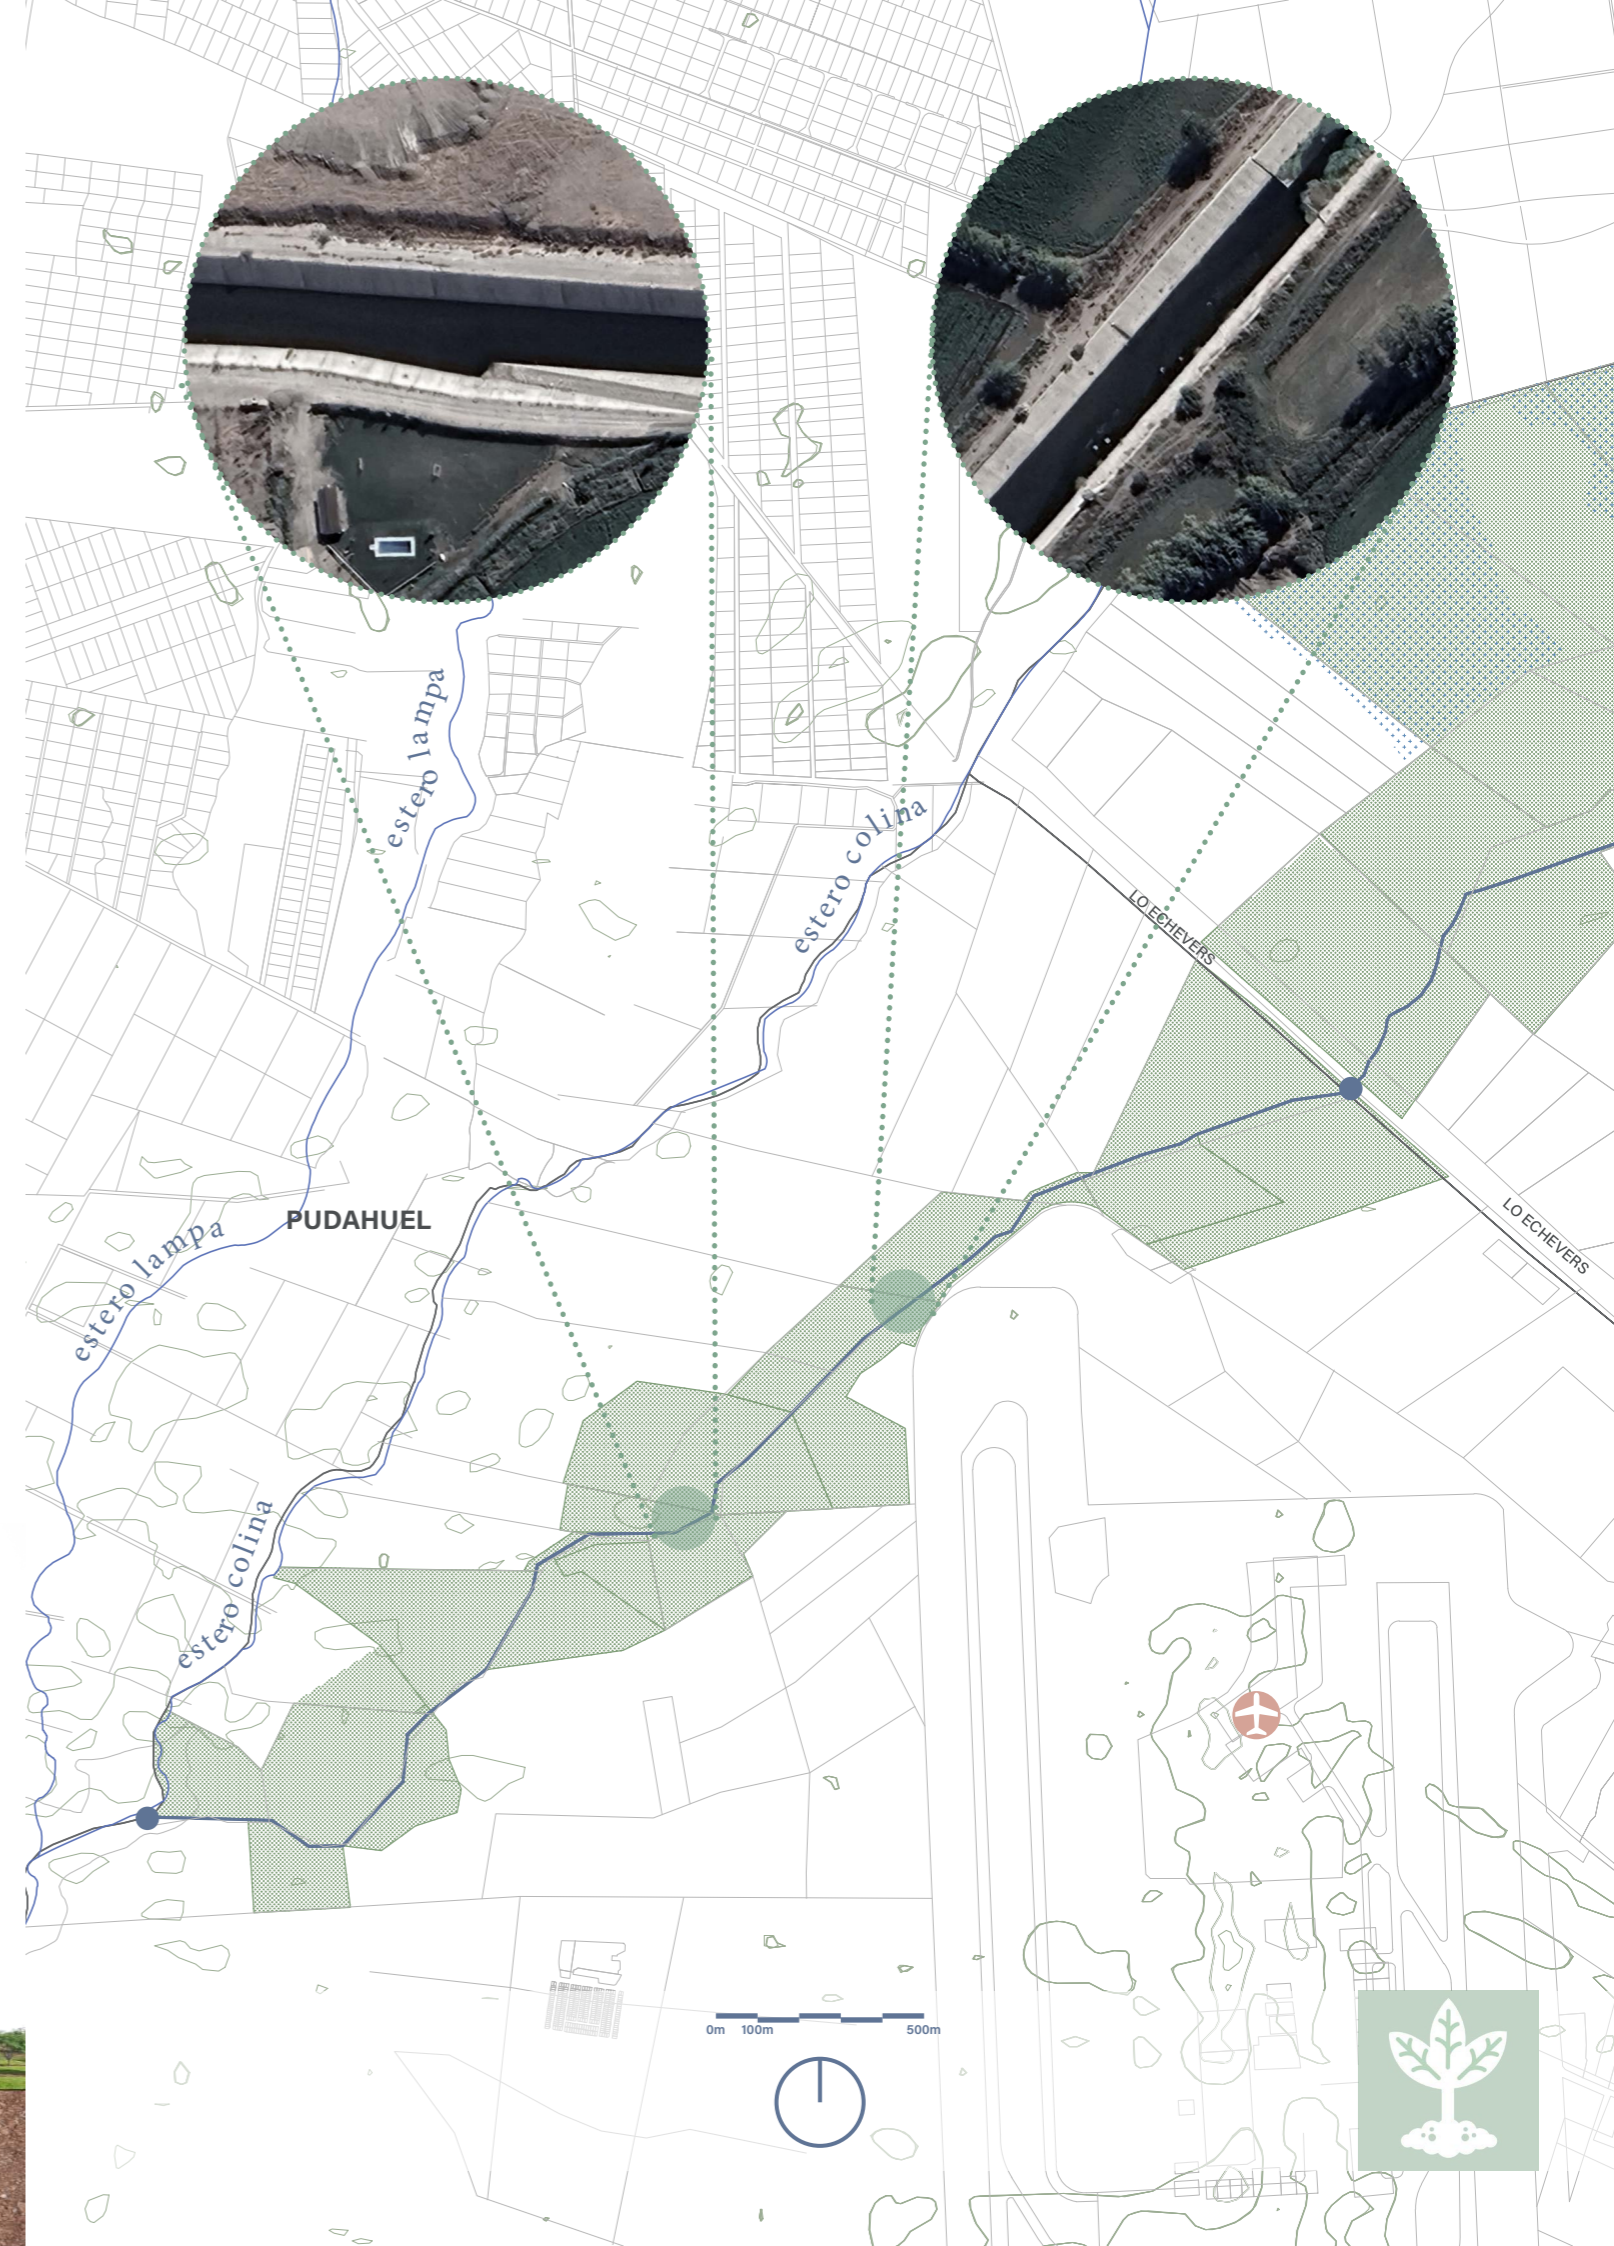 estero lampa
estero colina
LO ECHEVERS
PUDAHUEL
estero lampa
LO ECHEVERS
estero colina
0m 100m 500m